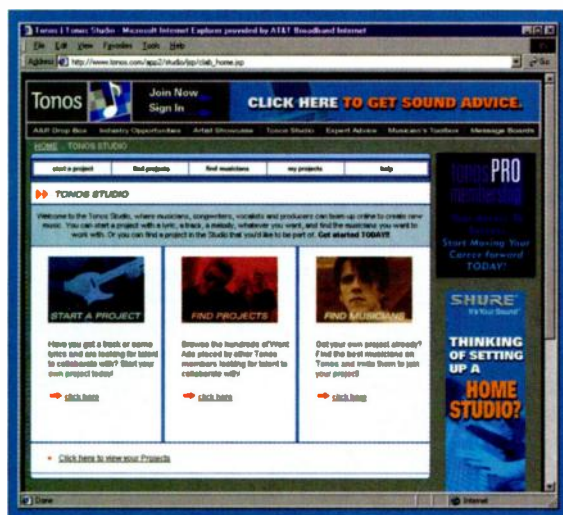 Tonos | Tonos Studio - Microsoft Internet Explorer provided by AT&T Broadband Internet
File Edit View Favorites Tools Help
Address http://www.tonos.com/app2/studio/jsp/clab_home.jsp Go
Tonos
Join Now
Sign In
CLICK HERE TO GET SOUND ADVICE.
A&R Drop Box Industry Opportunities Artist Showcase Tonos Studio Expert Advice Musician's Toolbox Message Boards
HOME : TONOS STUDIO
start a project find projects find musicians my projects help
TONOS STUDIO
Welcome to the Tonos Studio, where musicians, songwriters, vocalists and producers can team up online to create new
music. You can start a project with a lyric, a track, a melody, whatever you want, and find the musicians you want to
work with. Or you can find a project in the Studio that you'd like to be part of. Get started TODAY!!
START A PROJECT
Have you got a track or some
lyrics and are looking for talent
to collaborate with? Start your
own project today!
click here
FIND PROJECTS
Browse the hundreds of Want
Ads placed by other Tonos
members looking for talent to
collaborate with!
click here
FIND MUSICIANS
Got your own project already?
Find the best musicians on
Tonos and invite them to join
your project!
click here
Click here to view your Projects
tonos PRO
membership
Start Moving Your
Career forward
TODAY!
SHURE
It's Your Sound
THINKING
OF SETTING
UP A
HOME
STUDIO?
Done Internet